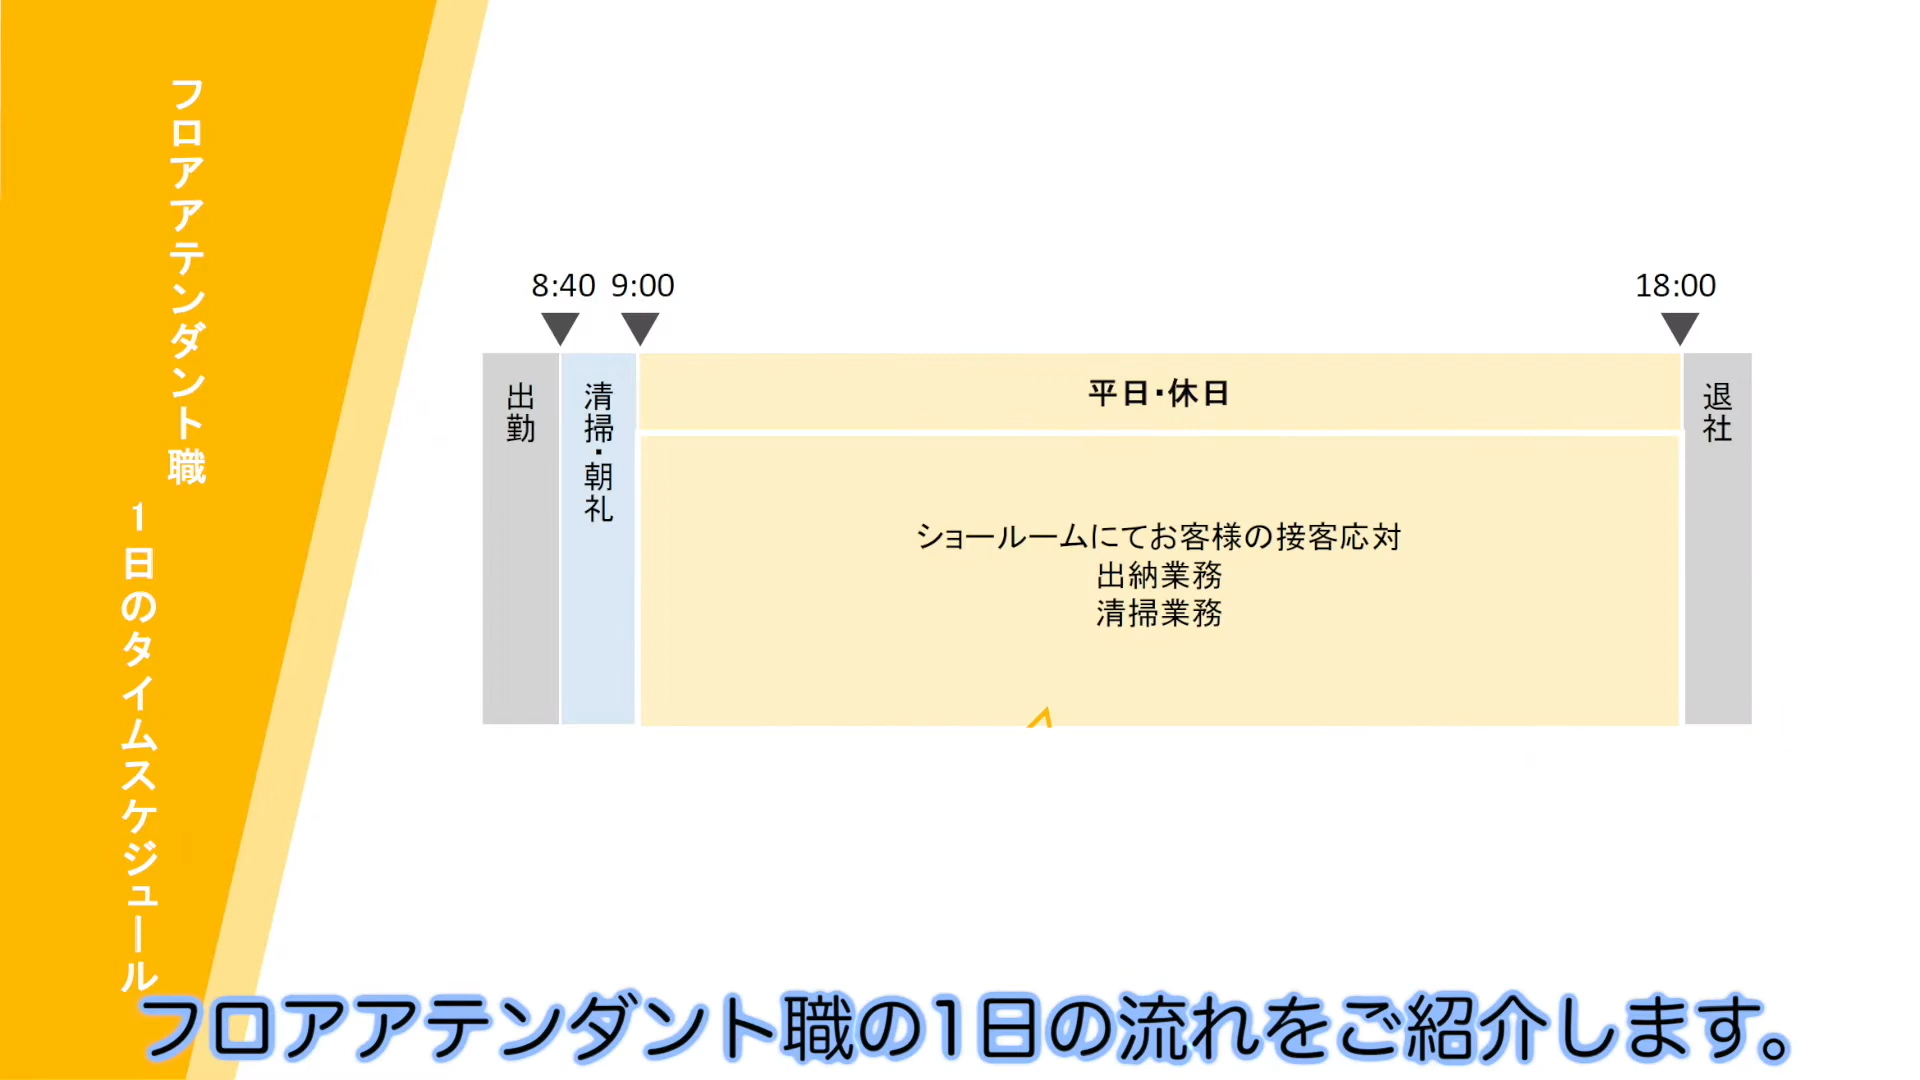 フロアアテンダント職
1日のタイムスケジュール
8:40
9:00
18:00
出勤
清掃・朝礼
平日・休日
ショールームにてお客様の接客応対
出納業務
清掃業務
退社
フロアアテンダント職の1日の流れをご紹介します。